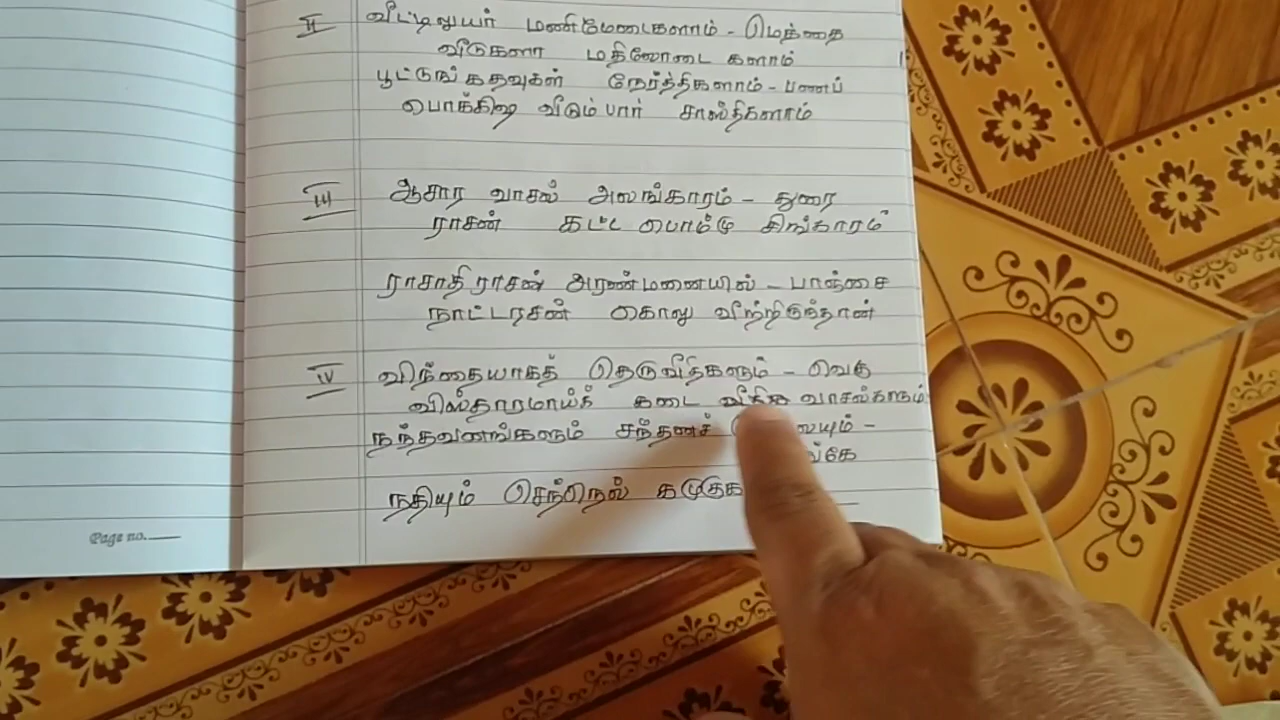 II வீட்டிலுயர் மணிமேடைகளாம் - மெத்தை
வீடுகளா மதிலோடை களாம்
பூட்டுங் கதவுகள் நேர்த்திகளாம் - பணப்
பொக்கிஷ வீடும் பார் சாஸ்திகளாம்
III ஆசார வாசல் அலங்காரம் - துரை
ராசன் கட்ட பொம்மு சிங்காரம்
ராசாதி ராசன் அரண்மனையில் - பாஞ்சை
நாட்டரசன் கொலு வீற்றிருந்தான்
IV விந்தையாகத் தெருவீதிகளும் - வெகு
விஸ்தாரமாய்க் கடை வாசல்களும்
நந்தவனங்களும் சந்தனச் -
நதியும் செந்நெல் கமுகு
Page no.